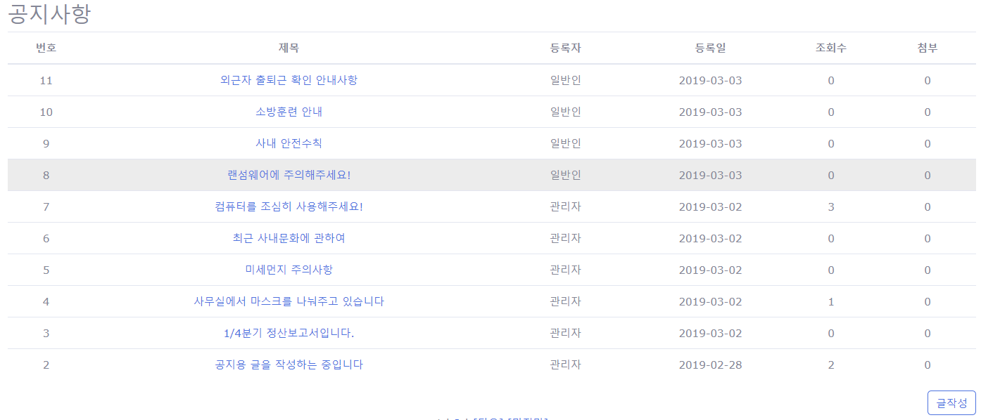 공지사항
번호 제목 등록자 등록일 조회수 첨부
11 외근자 출퇴근 확인 안내사항 일반인 2019-03-03 0 0
10 소방훈련 안내 일반인 2019-03-03 0 0
9 사내 안전수칙 일반인 2019-03-03 0 0
8 랜섬웨어에 주의해주세요! 일반인 2019-03-03 0 0
7 컴퓨터를 조심히 사용해주세요! 관리자 2019-03-02 3 0
6 최근 사내문화에 관하여 관리자 2019-03-02 0 0
5 미세먼지 주의사항 관리자 2019-03-02 0 0
4 사무실에서 마스크를 나눠주고 있습니다 관리자 2019-03-02 1 0
3 1/4분기 정산보고서입니다. 관리자 2019-03-02 0 0
2 공지용 글을 작성하는 중입니다 관리자 2019-02-28 2 0
글작성